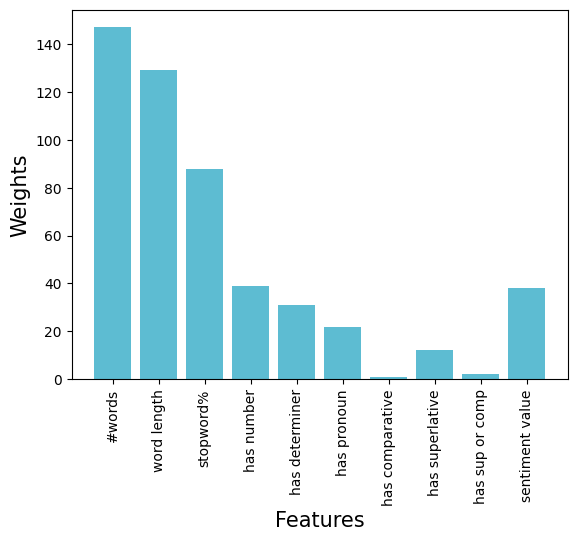 140
120
100
80
60
40
20
0
Weights
#words
word length
stopword%
has number
has determiner
has pronoun
has comparative
has superlative
has sup or comp
sentiment value
Features